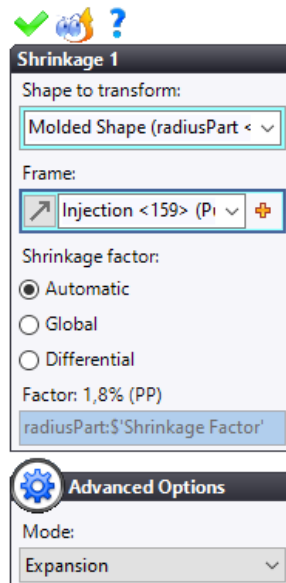 ?
Shrinkage 1
Shape to transform:
Molded Shape (radiusPart <
Frame:
Injection <159> (P
Shrinkage factor:
Automatic
Global
Differential
Factor: 1,8% (PP)
radiusPart:$'Shrinkage Factor'
Advanced Options
Mode:
Expansion